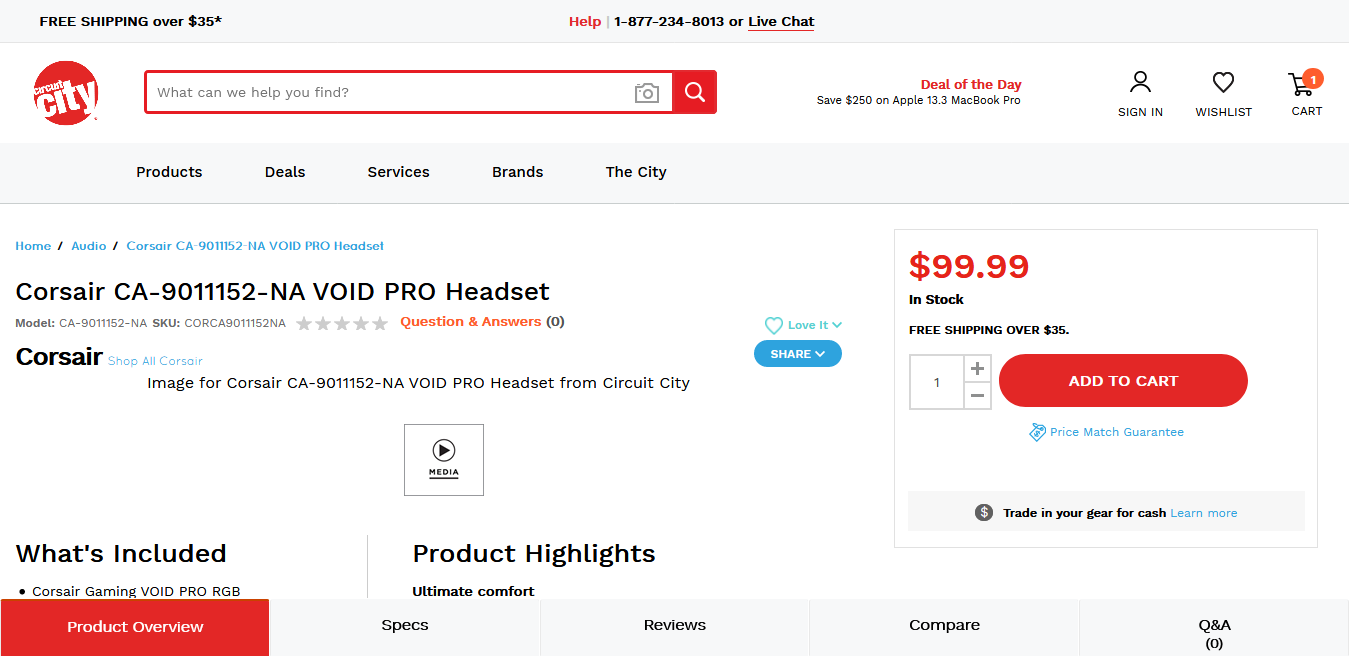 FREE SHIPPING over $35*
Help | 1-877-234-8013 or Live Chat
circuit
city
What can we help you find?
Deal of the Day
Save $250 on Apple 13.3 MacBook Pro
SIGN IN
WISHLIST
1
CART
Products
Deals
Services
Brands
The City
Home / Audio / Corsair CA-9011152-NA VOID PRO Headset
Corsair CA-9011152-NA VOID PRO Headset
Model: CA-9011152-NA SKU: CORCA9011152NA
Question & Answers (0)
Love It
SHARE
Corsair Shop All Corsair
Image for Corsair CA-9011152-NA VOID PRO Headset from Circuit City
MEDIA
$99.99
In Stock
FREE SHIPPING OVER $35.
1
+
−
ADD TO CART
Price Match Guarantee
$ Trade in your gear for cash Learn more
What's Included
• Corsair Gaming VOID PRO RGB
Product Highlights
Ultimate comfort
Product Overview
Specs
Reviews
Compare
Q&A
(0)